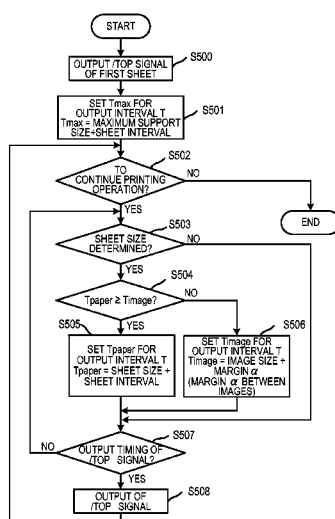 START
S500
OUTPUT /TOP SIGNAL
OF FIRST SHEET
S501
SET Tmax FOR
OUTPUT INTERVAL T
Tmax = MAXIMUM SUPPORT
SIZE+SHEET INTERVAL
S502
TO
CONTINUE PRINTING
OPERATION?
NO
YES
END
S503
SHEET SIZE
DETERMINED?
NO
YES
S504
Tpaper ≥ Timage?
NO
YES
S505
SET Tpaper FOR
OUTPUT INTERVAL T
Tpaper = SHEET SIZE +
SHEET INTERVAL
S506
SET Timage FOR
OUTPUT INTERVAL T
Timage = IMAGE SIZE +
MARGIN α
(MARGIN α BETWEEN
IMAGES)
S507
OUTPUT TIMING OF
/TOP SIGNAL?
NO
YES
S508
OUTPUT OF
/TOP SIGNAL